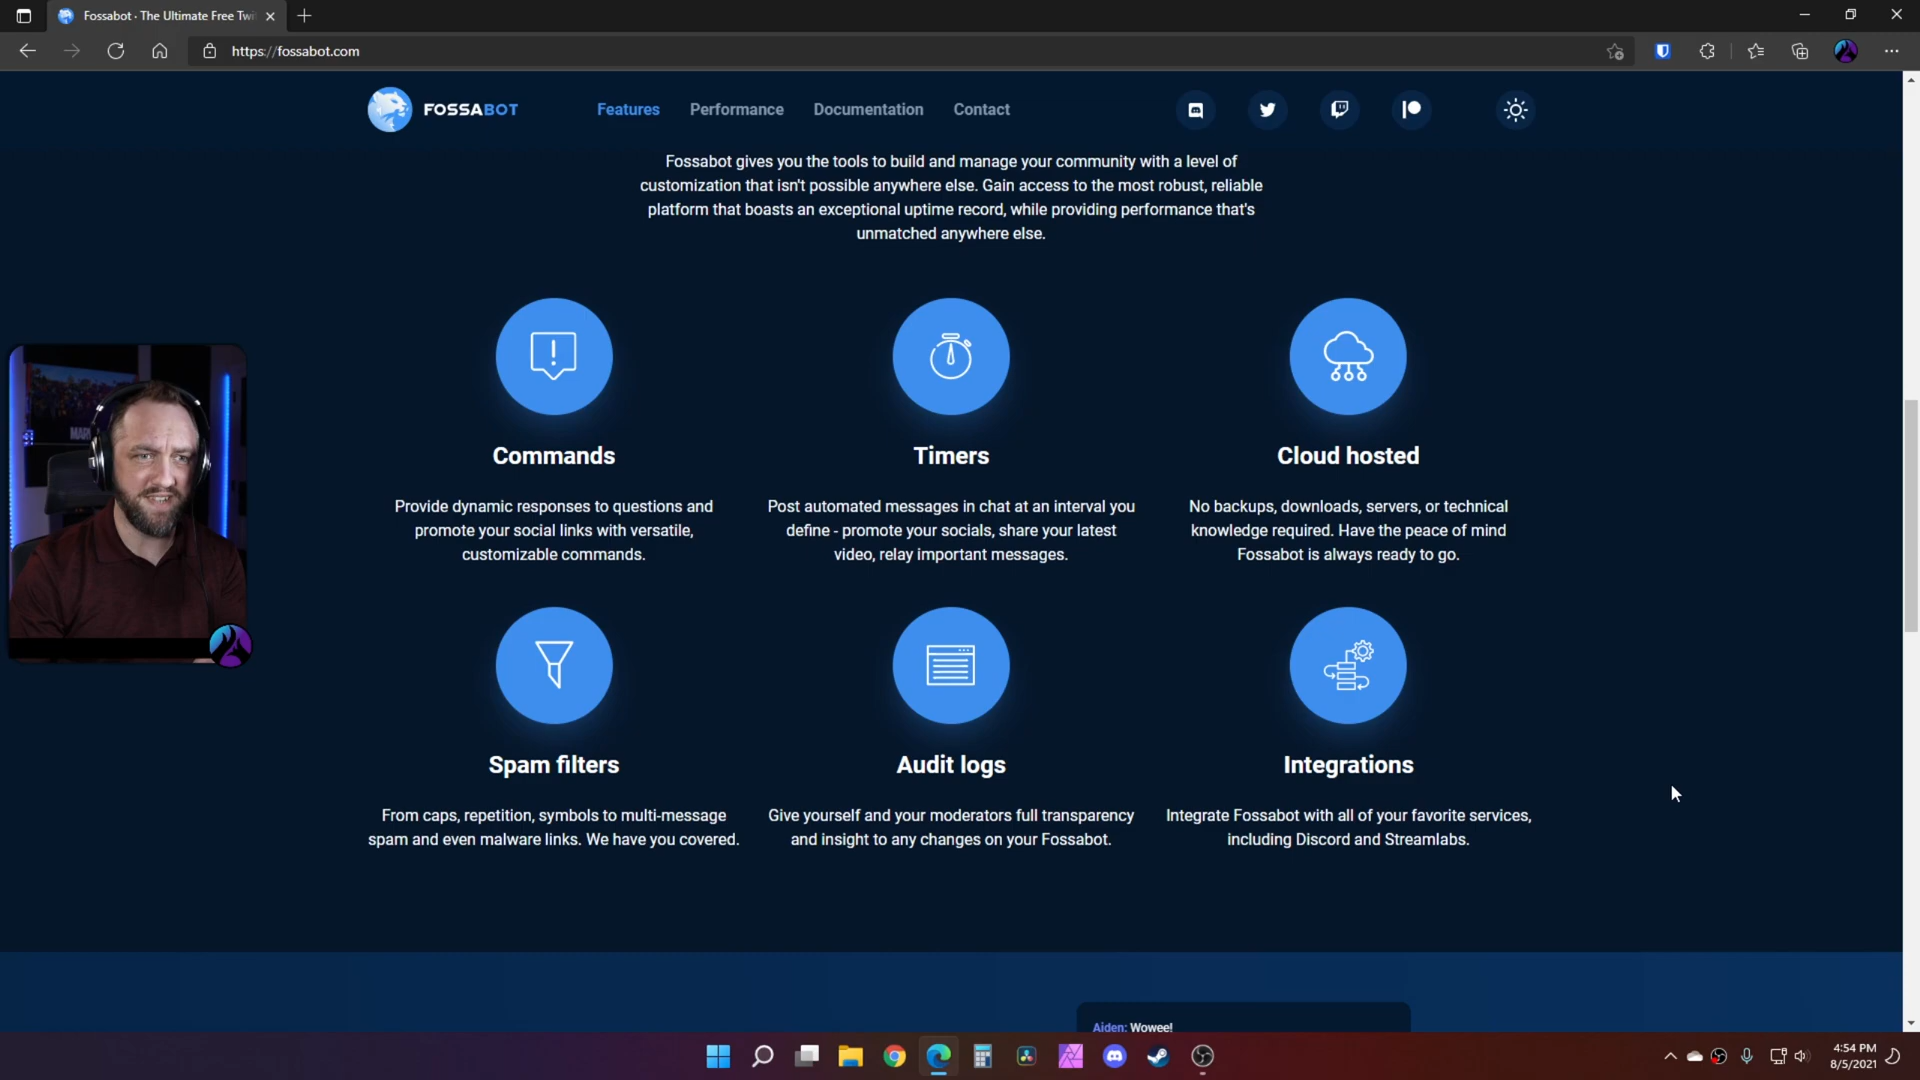 Fossabot · The Ultimate Free Twi
https://fossabot.com
FOSSABOT
Features
Performance
Documentation
Contact
Fossabot gives you the tools to build and manage your community with a level of
customization that isn't possible anywhere else. Gain access to the most robust, reliable
platform that boasts an exceptional uptime record, while providing performance that's
unmatched anywhere else.
Commands
Provide dynamic responses to questions and
promote your social links with versatile,
customizable commands.
Timers
Post automated messages in chat at an interval you
define - promote your socials, share your latest
video, relay important messages.
Cloud hosted
No backups, downloads, servers, or technical
knowledge required. Have the peace of mind
Fossabot is always ready to go.
Spam filters
From caps, repetition, symbols to multi-message
spam and even malware links. We have you covered.
Audit logs
Give yourself and your moderators full transparency
and insight to any changes on your Fossabot.
Integrations
Integrate Fossabot with all of your favorite services,
including Discord and Streamlabs.
Aiden: Wowee!
4:54 PM
8/5/2021